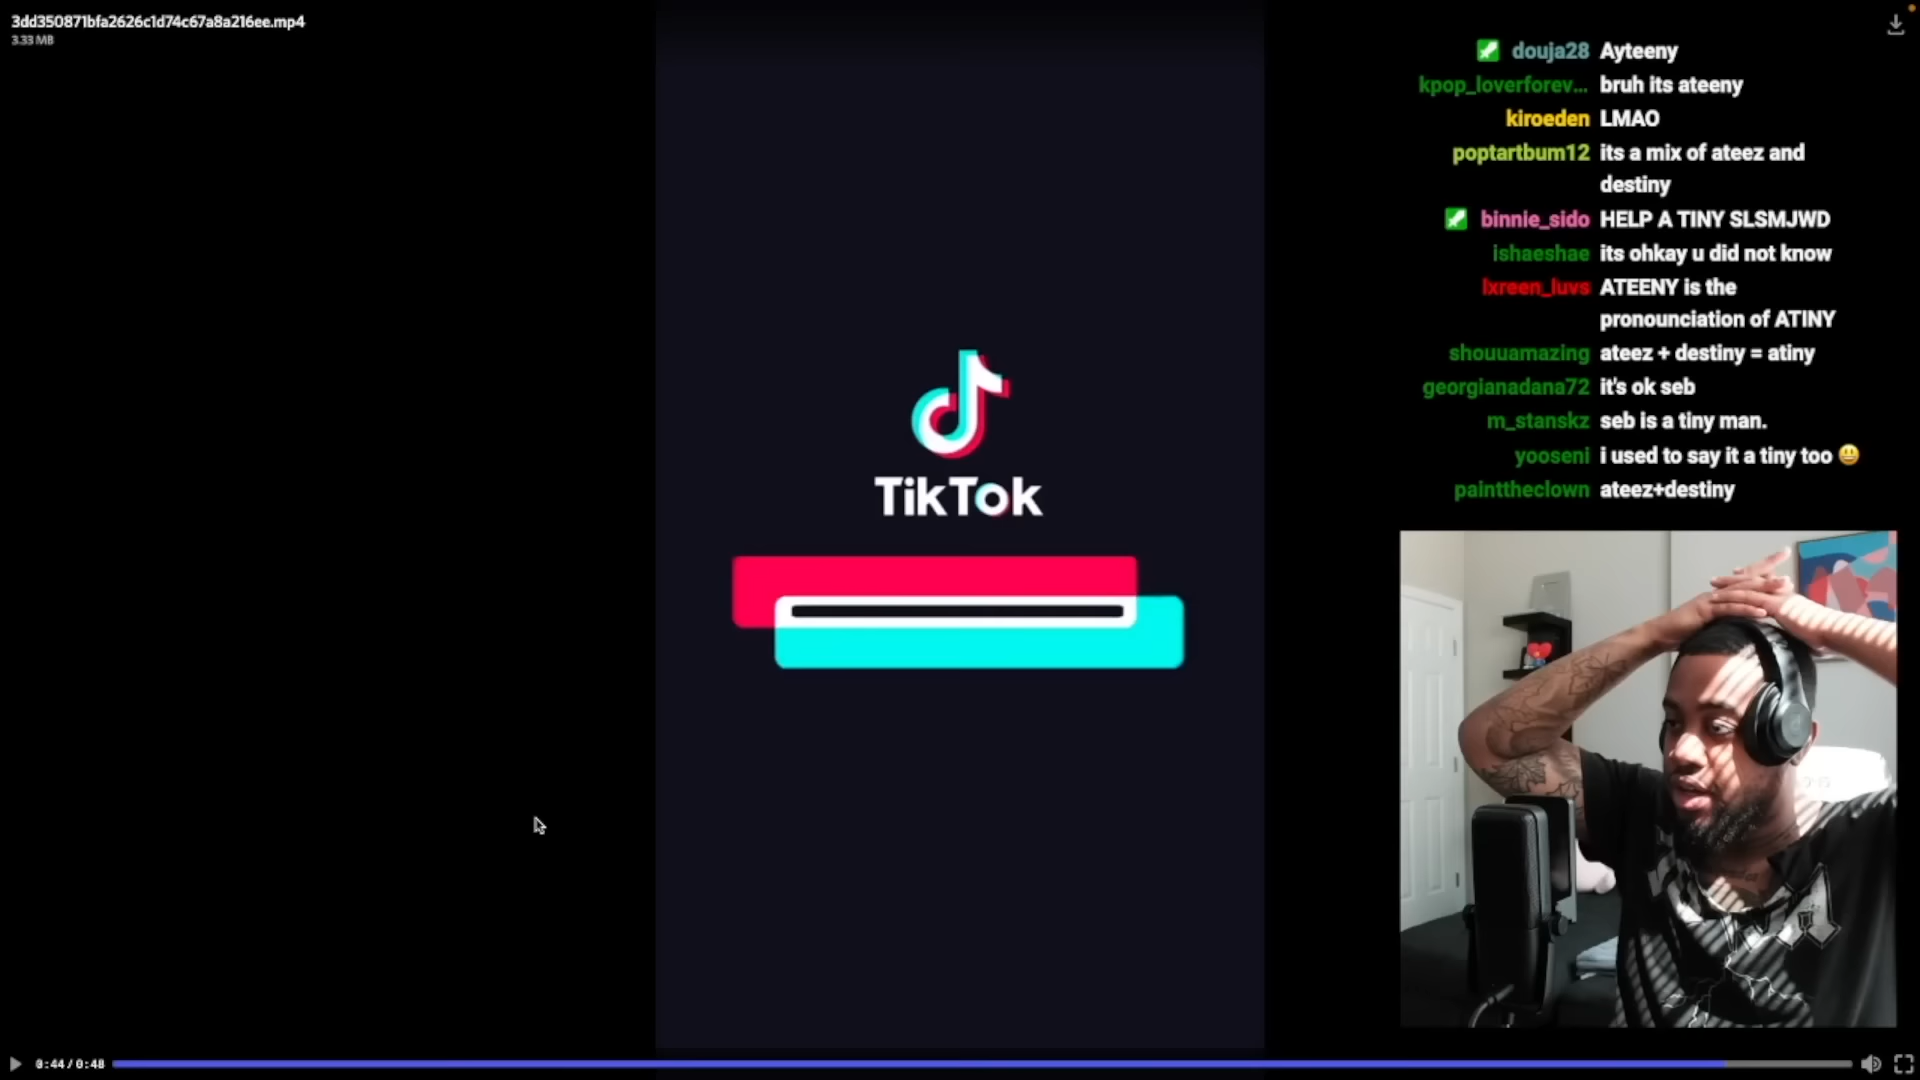 3dd350871bfa2626c1d74c67a8a216ee.mp4
3.33 MB
douja28 Ayteeny
kpop_loverforev... bruh its ateeny
kiroeden LMAO
poptartbum12 its a mix of ateez and
destiny
binnie_sido HELP A TINY SLSMJWD
ishaeshae its ohkay u did not know
lxreen_luvs ATEENY is the
pronounciation of ATINY
shouuamazing ateez + destiny = atiny
georgianadana72 it's ok seb
m_stanskz seb is a tiny man.
yooseni i used to say it a tiny too 😃
painttheclown ateez+destiny
TikTok
0:44 / 0:48